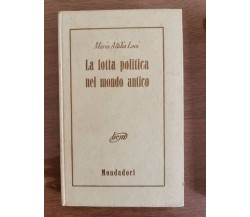 Mario Attilio Levi
La lotta politica
nel mondo antico
Mondadori